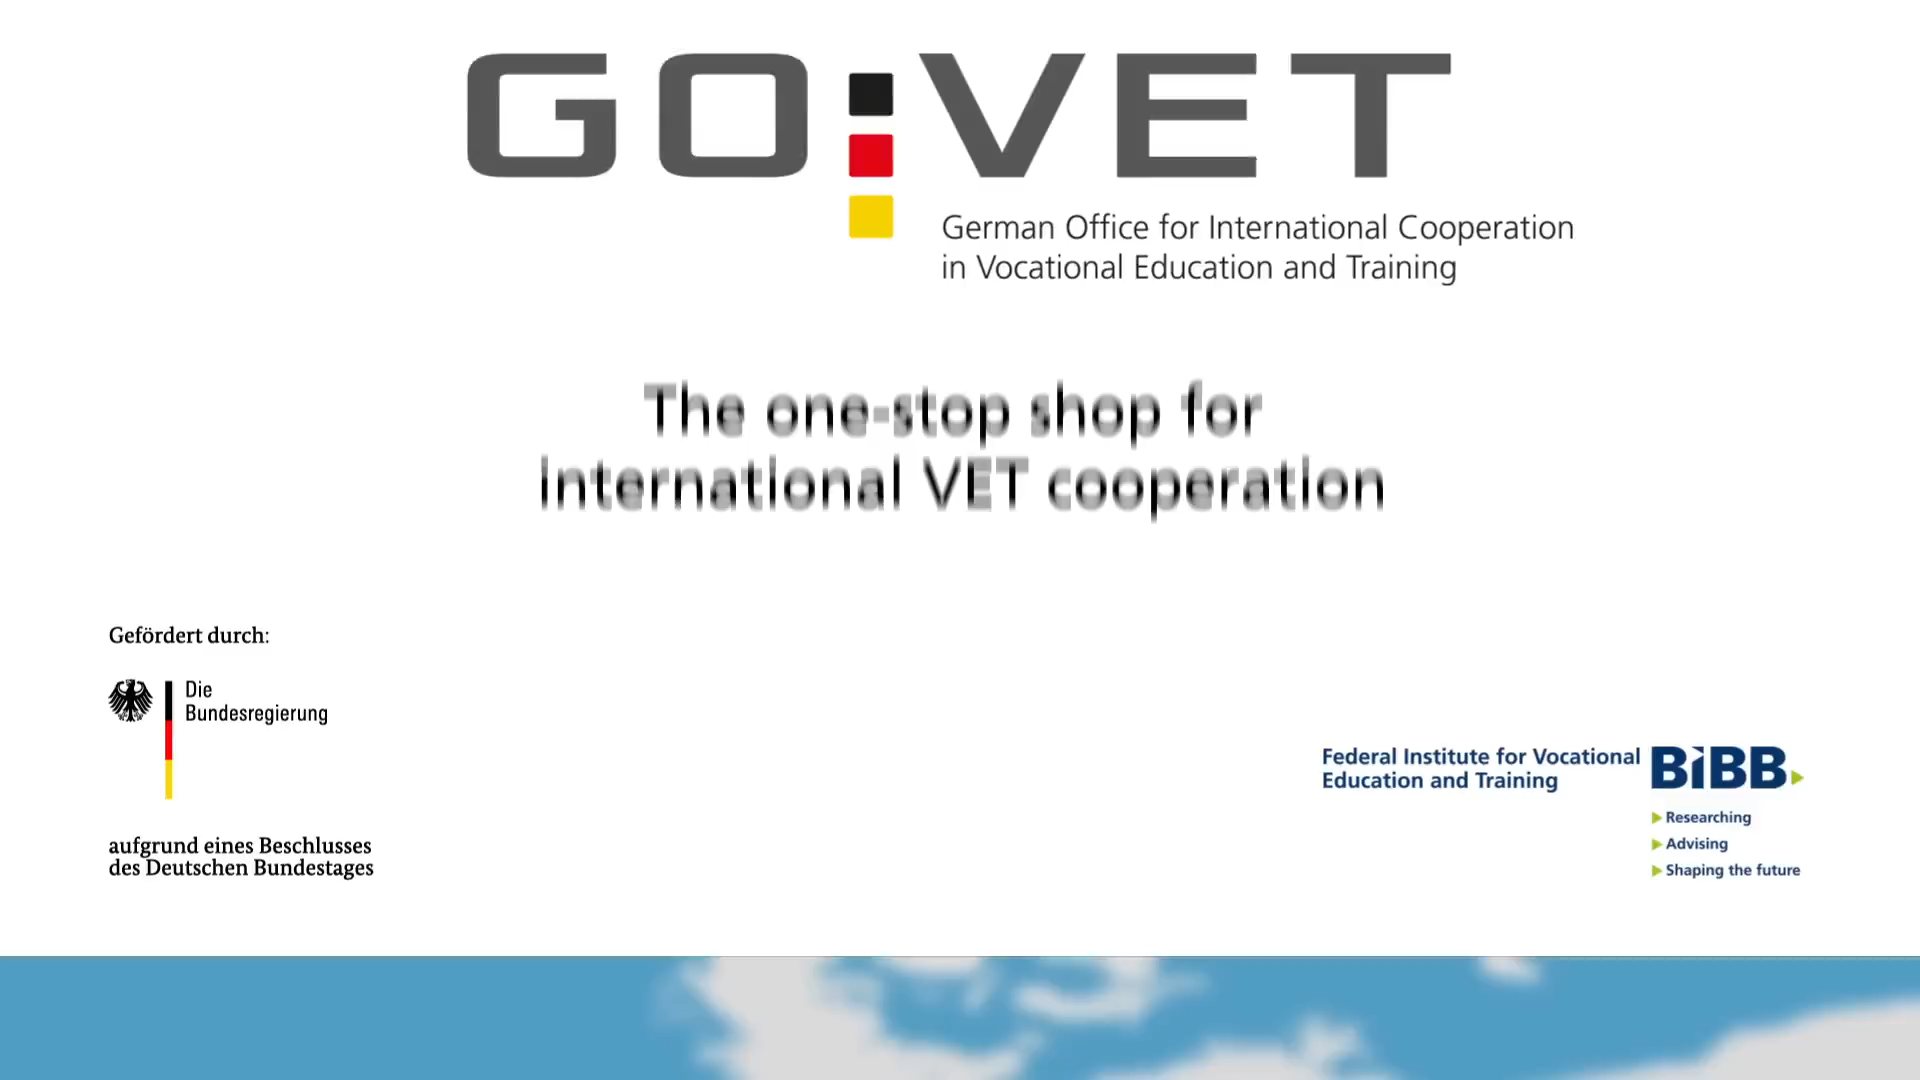 GO:VET
German Office for International Cooperation
in Vocational Education and Training
The one-stop shop for
international VET cooperation
Gefördert durch:
Die
Bundesregierung
aufgrund eines Beschlusses
des Deutschen Bundestages
Federal Institute for Vocational
Education and Training
BiBB
Researching
Advising
Shaping the future